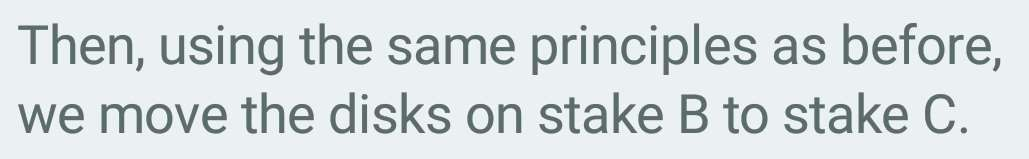 Then, using the same principles as before,
we move the disks on stake B to stake C.